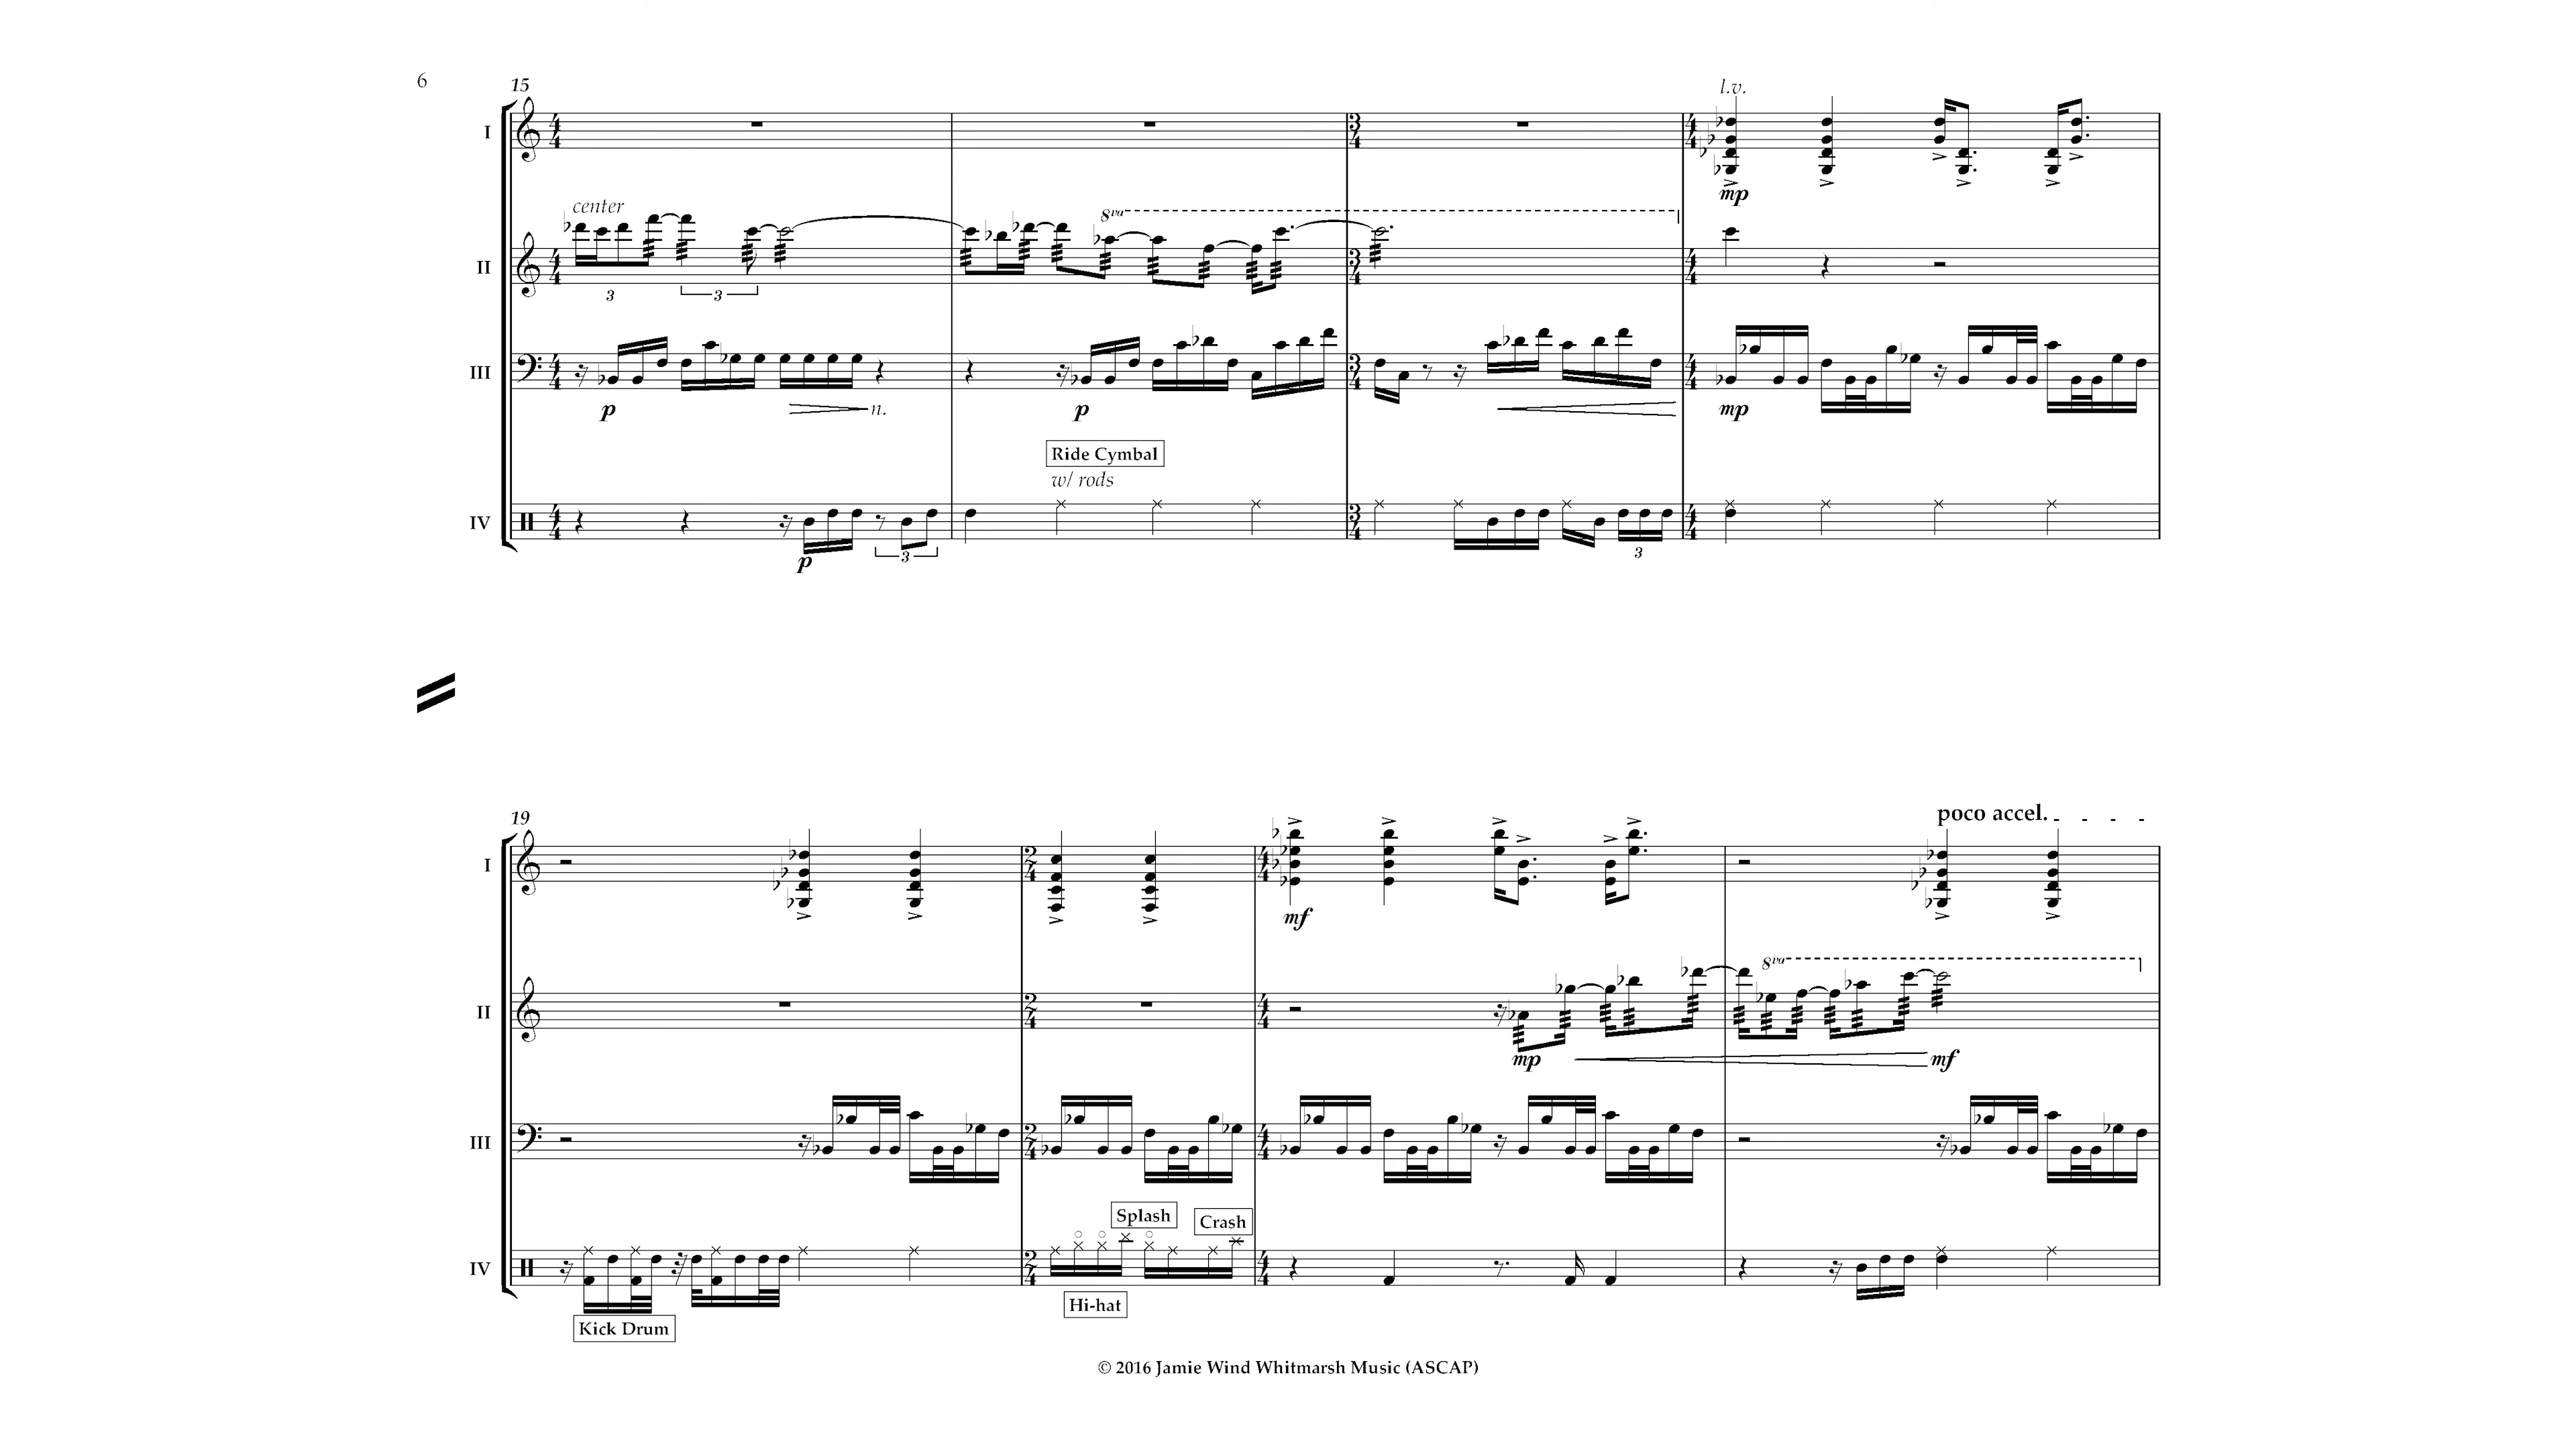 6
15
l.v.
I
mp
center
8va
II
3
3
III
p
n.
p
mp
Ride Cymbal
w/ rods
IV
p
3
3
19
poco accel.
I
mf
8va
II
mp
mf
III
Splash
Crash
IV
Hi-hat
Kick Drum
© 2016 Jamie Wind Whitmarsh Music (ASCAP)